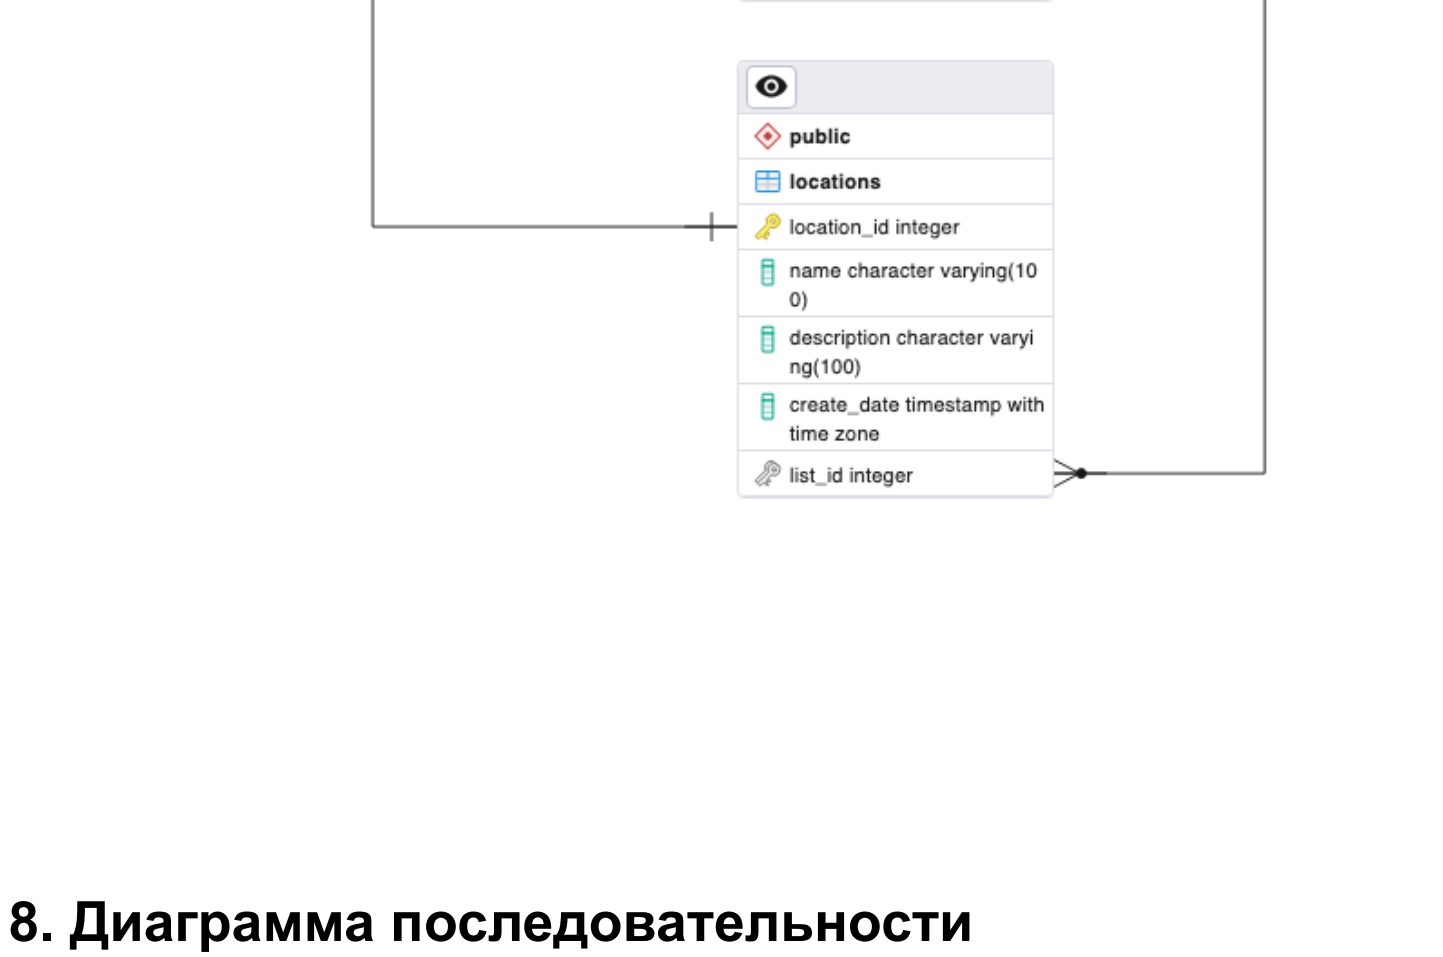 public
locations
location_id integer
name character varying(10
0)
description character varyi
ng(100)
create_date timestamp with
time zone
list_id integer
8. Диаграмма последовательности